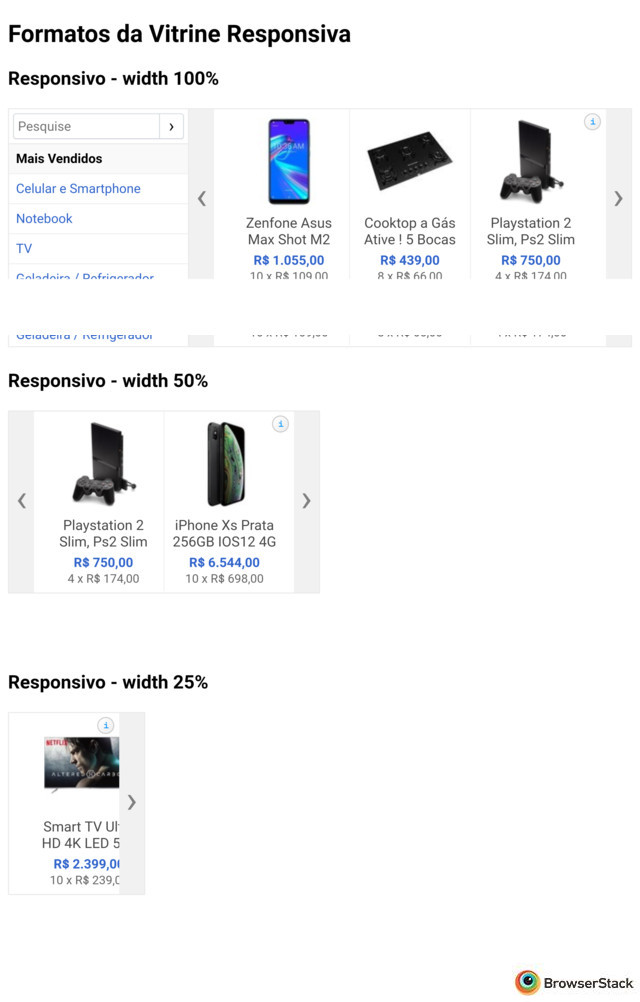 Formatos da Vitrine Responsiva
Responsivo - width 100%
Pesquise
Mais Vendidos
Celular e Smartphone
Notebook
TV
Geladeira / Refrigerador
Zenfone Asus
Max Shot M2
R$ 1.055,00
10 x R$ 109,00
Cooktop a Gás
Ative ! 5 Bocas
R$ 439,00
8 x R$ 66,00
i
Playstation 2
Slim, Ps2 Slim
R$ 750,00
4 x R$ 174,00
Geladeira / Refrigerador
Responsivo - width 50%
Playstation 2
Slim, Ps2 Slim
R$ 750,00
4 x R$ 174,00
i
iPhone Xs Prata
256GB IOS12 4G
R$ 6.544,00
10 x R$ 698,00
Responsivo - width 25%
i
NETFLIX
ALTERED CARBO
Smart TV Ul
HD 4K LED 5
R$ 2.399,0
10 x R$ 239,0
BrowserStack